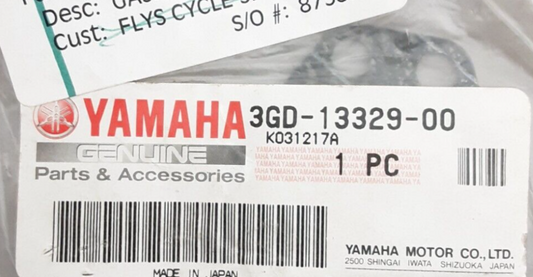 Desc:
Cust: FLYS CYCLE
S/O #:
YAMAHA 3GD-13329-00
K031217A
GENUINE
Parts & Accessories
1 PC
YAMAHA MOTOR CO., LTD.
2500 SHINGAI IWATA SHIZUOKA JAPAN
MADE IN JAPAN